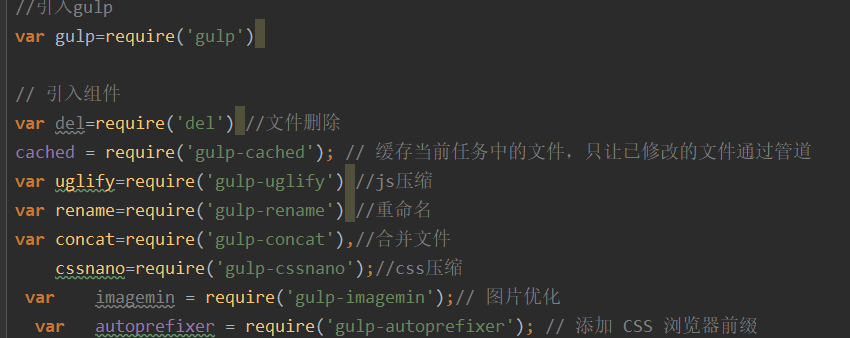 //引入gulp
var gulp=require('gulp')
// 引入组件
var del=require('del') //文件删除
cached = require('gulp-cached'); // 缓存当前任务中的文件，只让已修改的文件通过管道
var uglify=require('gulp-uglify') //js压缩
var rename=require('gulp-rename') //重命名
var concat=require('gulp-concat'),//合并文件
cssnano=require('gulp-cssnano');//css压缩
var imagemin = require('gulp-imagemin');// 图片优化
var autoprefixer = require('gulp-autoprefixer'); // 添加 CSS 浏览器前缀